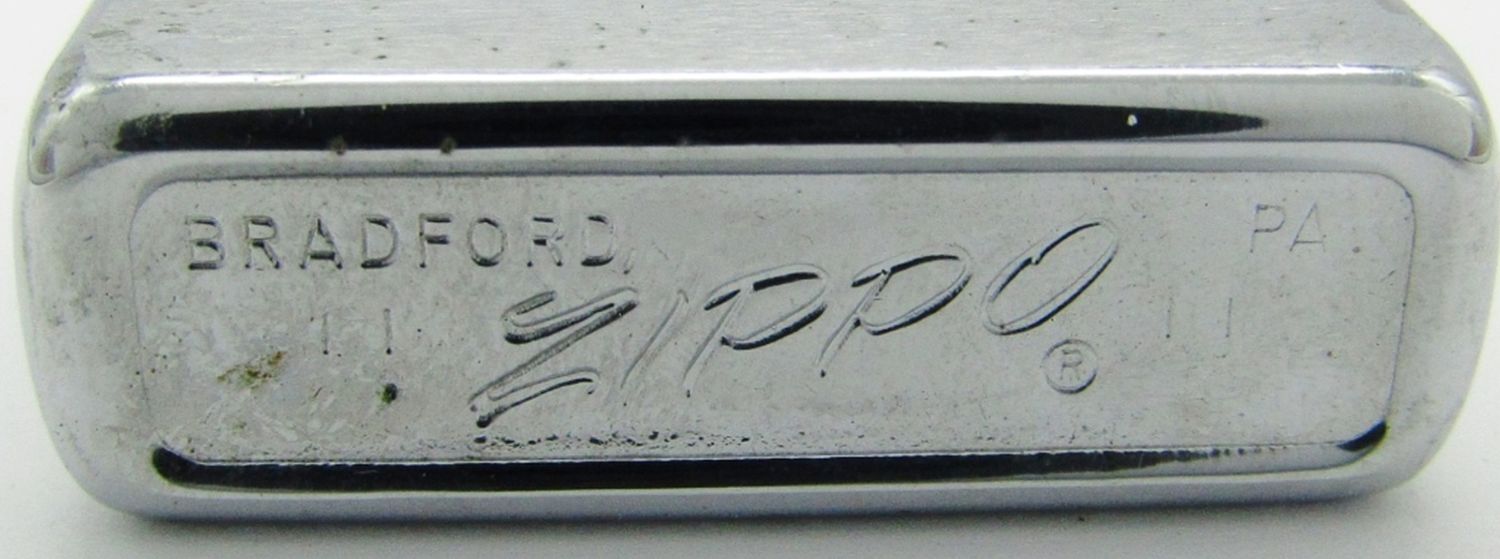 BRADFORD, PA.
ZIPPO ®
|| ||